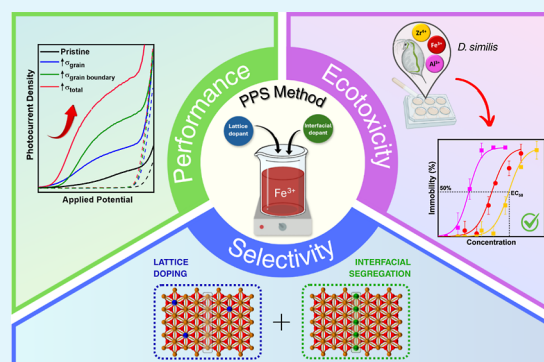 Pristine
↑σgrain
↑σgrain boundary
↑σtotal
Photocurrent Density
Applied Potential
Performance
PPS Method
Lattice
dopant
Interfacial
dopant
Fe³⁺
Ecotoxicity
Zr⁴⁺
Fe³⁺
Al³⁺
D. similis
Immobility (%)
50%
EC₅₀
Concentration
Selectivity
LATTICE
DOPING
+
INTERFACIAL
SEGREGATION